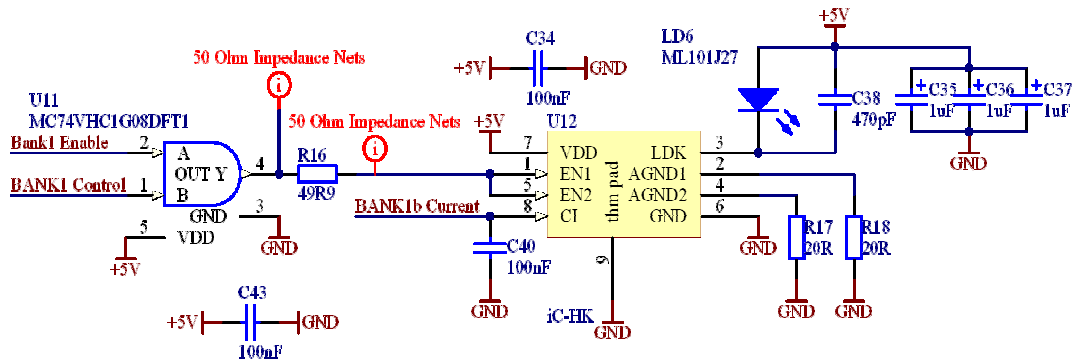 +5V
C34
LD6
ML101J27
50 Ohm Impedance Nets
+5V
GND
100nF
i
U11
MC74VHC1G08DFT1
50 Ohm Impedance Nets
i
+5V
U12
C38
470pF
C35
1uF
C36
1uF
C37
1uF
GND
Bank1 Enable
2
A
OUT Y
4
R16
49R9
BANK1 Control
1
B
GND
3
5
VDD
+5V
GND
7
VDD
1
EN1
5
EN2
BANK1b Current
8
CI
thm pad
LDK
3
AGND1
2
AGND2
4
GND
6
9
C40
100nF
GND
GND
R17
20R
R18
20R
GND
GND
iC-HK
GND
C43
+5V
GND
100nF